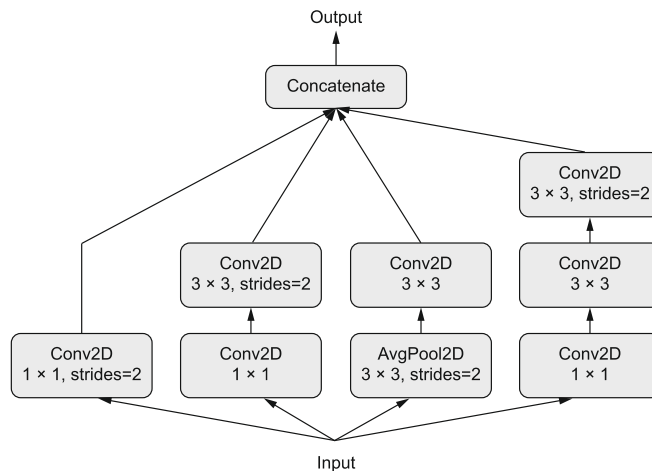 Output
Concatenate
Conv2D
3 × 3, strides=2
Conv2D
3 × 3, strides=2
Conv2D
3 × 3
Conv2D
3 × 3
Conv2D
1 × 1, strides=2
Conv2D
1 × 1
AvgPool2D
3 × 3, strides=2
Conv2D
1 × 1
Input